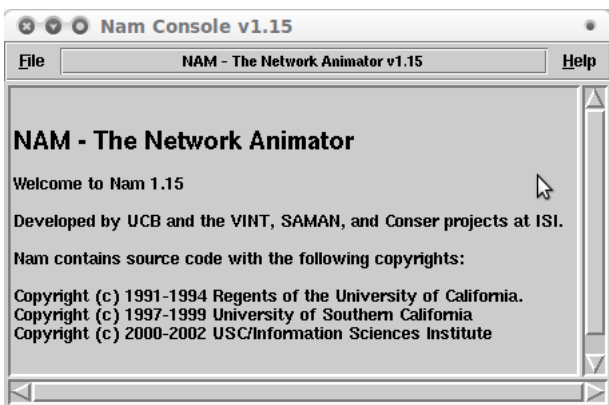 Nam Console v1.15
File NAM - The Network Animator v1.15 Help
NAM - The Network Animator
Welcome to Nam 1.15
Developed by UCB and the VINT, SAMAN, and Conser projects at ISI.
Nam contains source code with the following copyrights:
Copyright (c) 1991-1994 Regents of the University of California.
Copyright (c) 1997-1999 University of Southern California
Copyright (c) 2000-2002 USC/Information Sciences Institute